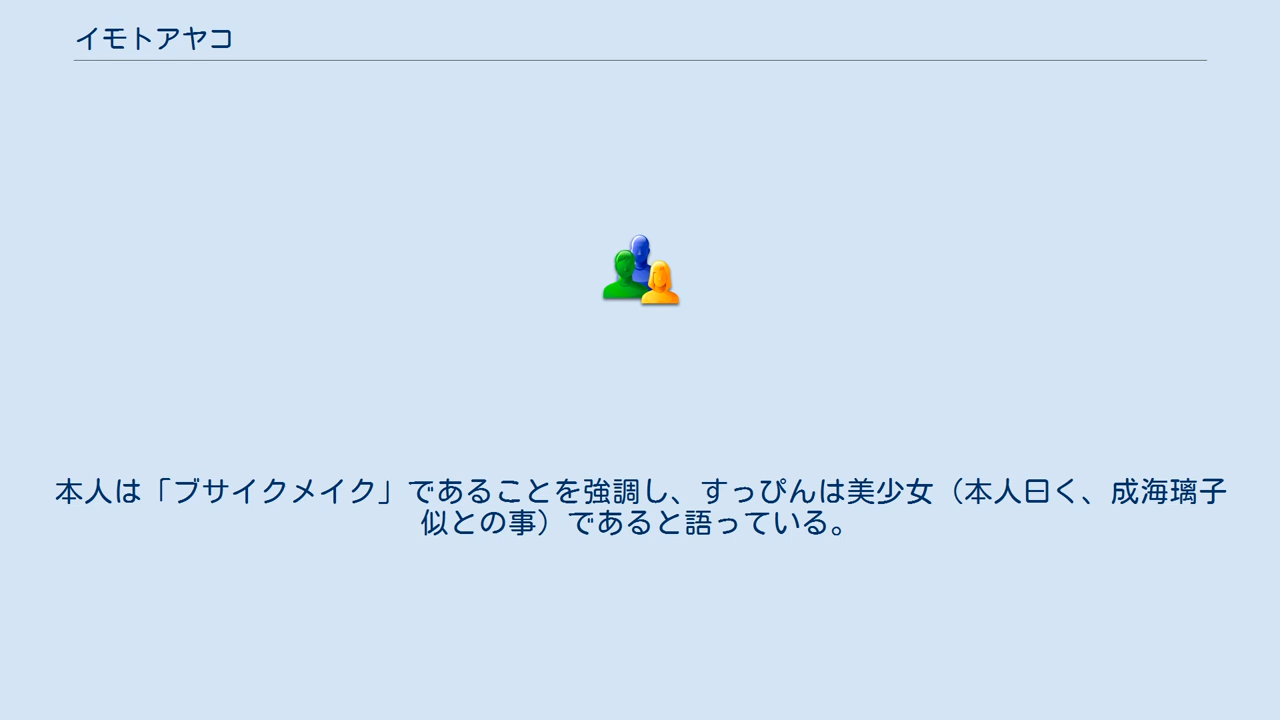 イモトアヤコ
本人は「ブサイクメイク」であることを強調し、すっぴんは美少女（本人曰く、成海璃子
似との事）であると語っている。